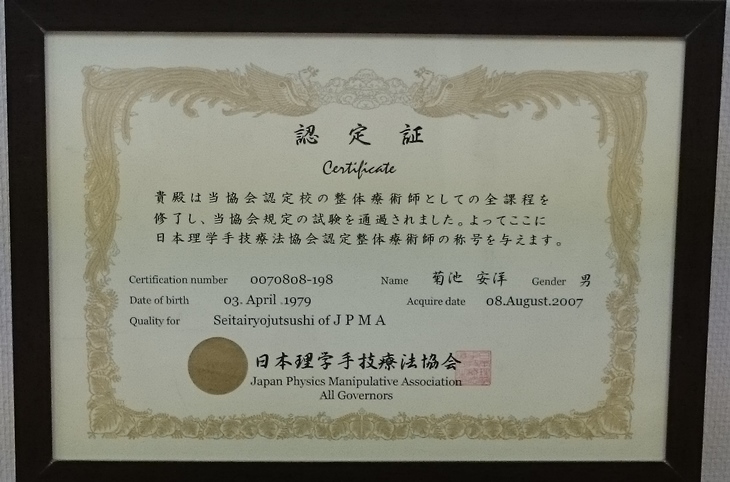 認定証
Certificate
貴殿は当協会認定校の整体療術師としての全課程を
修了し、当協会規定の試験を通過されました。よってここに
日本理学手技療法協会認定整体療術師の称号を与えます。
Certification number 0070808-198 Name 菊池 安洋 Gender 男
Date of birth 03. April .1979 Acquire date 08.August.2007
Quality for Seitairyojutsushi of J P M A
日本理学手技療法協会
Japan Physics Manipulative Association
All Governors